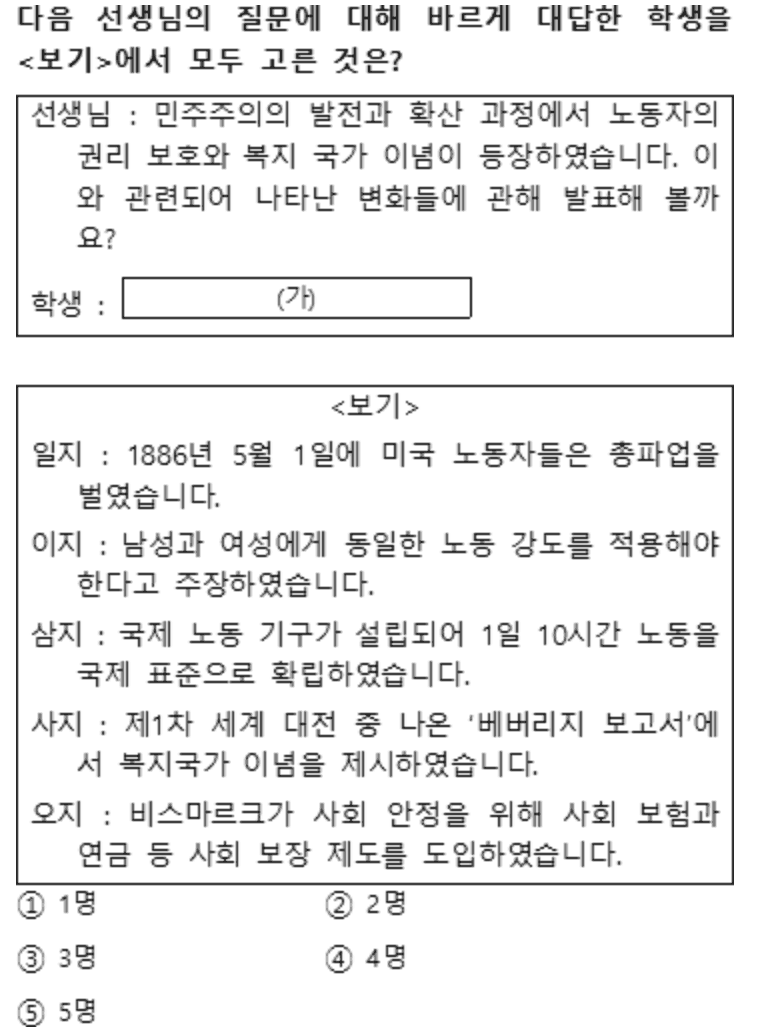 다음 선생님의 질문에 대해 바르게 대답한 학생을
<보기>에서 모두 고른 것은?
선생님 : 민주주의의 발전과 확산 과정에서 노동자의
권리 보호와 복지 국가 이념이 등장하였습니다. 이
와 관련되어 나타난 변화들에 관해 발표해 볼까
요?
학생 : (가)
<보기>
일지 : 1886년 5월 1일에 미국 노동자들은 총파업을
벌였습니다.
이지 : 남성과 여성에게 동일한 노동 강도를 적용해야
한다고 주장하였습니다.
삼지 : 국제 노동 기구가 설립되어 1일 10시간 노동을
국제 표준으로 확립하였습니다.
사지 : 제1차 세계 대전 중 나온 '베버리지 보고서'에
서 복지국가 이념을 제시하였습니다.
오지 : 비스마르크가 사회 안정을 위해 사회 보험과
연금 등 사회 보장 제도를 도입하였습니다.
① 1명 ② 2명
③ 3명 ④ 4명
⑤ 5명